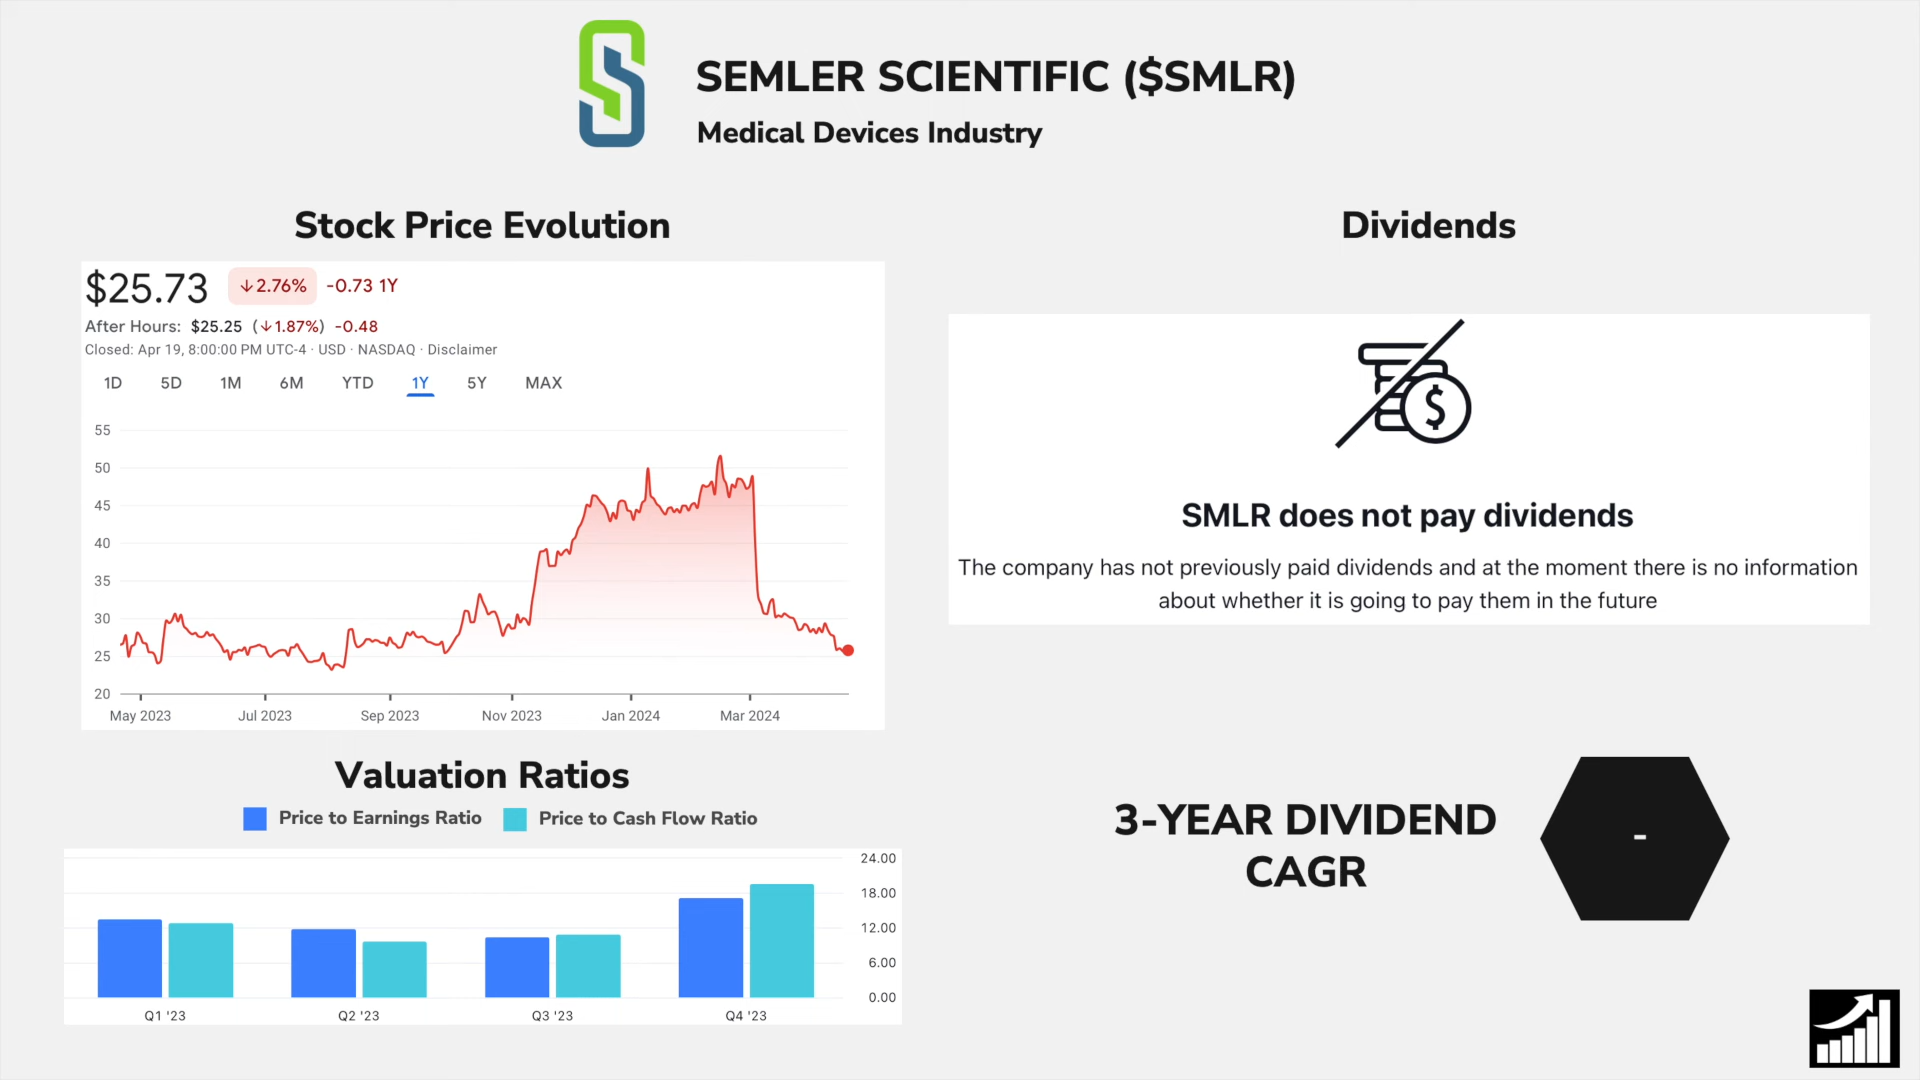 SEMLER SCIENTIFIC ($SMLR)
Medical Devices Industry
Stock Price Evolution
$25.73 ↓2.76% -0.73 1Y
After Hours: $25.25 (↓1.87%) -0.48
Closed: Apr 19, 8:00:00 PM UTC-4 · USD · NASDAQ · Disclaimer
1D 5D 1M 6M YTD 1Y 5Y MAX
55
50
45
40
35
30
25
20
May 2023 Jul 2023 Sep 2023 Nov 2023 Jan 2024 Mar 2024
Valuation Ratios
Price to Earnings Ratio Price to Cash Flow Ratio
24.00
18.00
12.00
6.00
0.00
Q1 '23 Q2 '23 Q3 '23 Q4 '23
Dividends
$
SMLR does not pay dividends
The company has not previously paid dividends and at the moment there is no information
about whether it is going to pay them in the future
3-YEAR DIVIDEND
CAGR
-